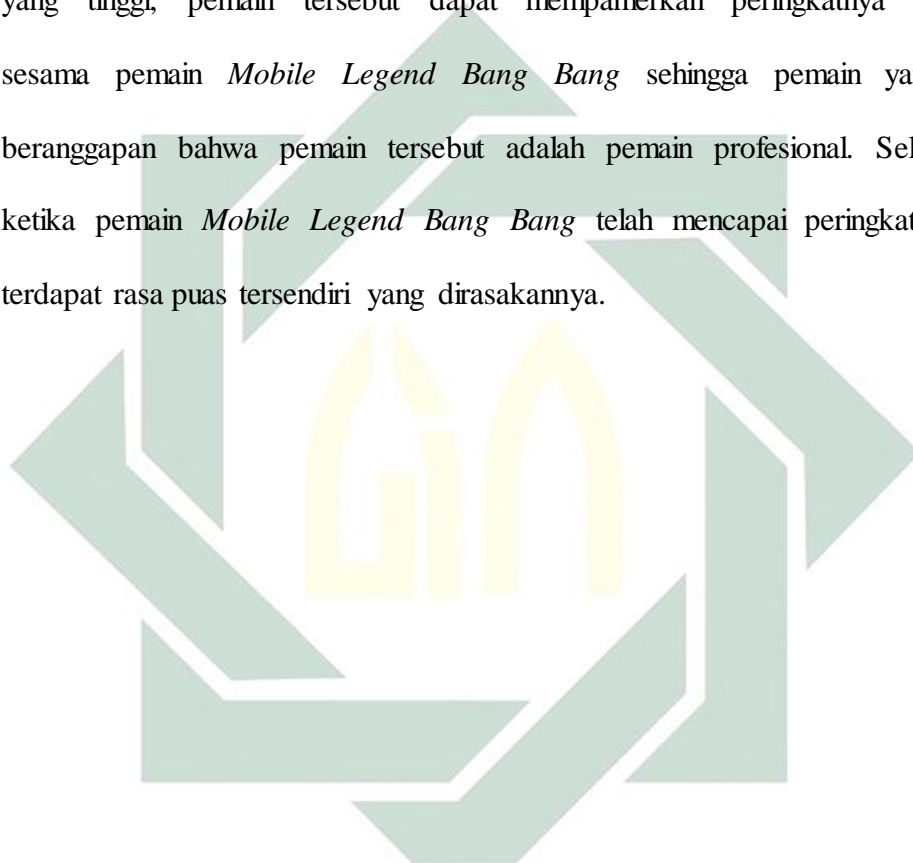 yang tinggi, pemain tersebut dapat mempamerkan peringkatnya
sesama pemain Mobile Legend Bang Bang sehingga pemain
beranggapan bahwa pemain tersebut adalah pemain profesional.
ketika pemain Mobile Legend Bang Bang telah mencapai peringkat
terdapat rasa puas tersendiri yang dirasakannya.